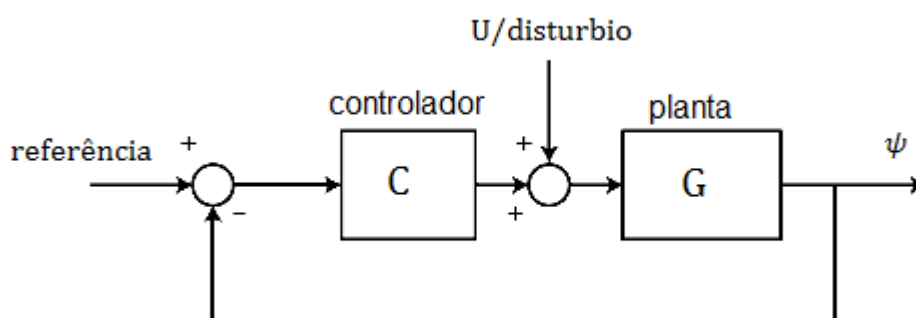 U/disturbio
controlador
planta
referência
+
+
ψ
C
G
−
+